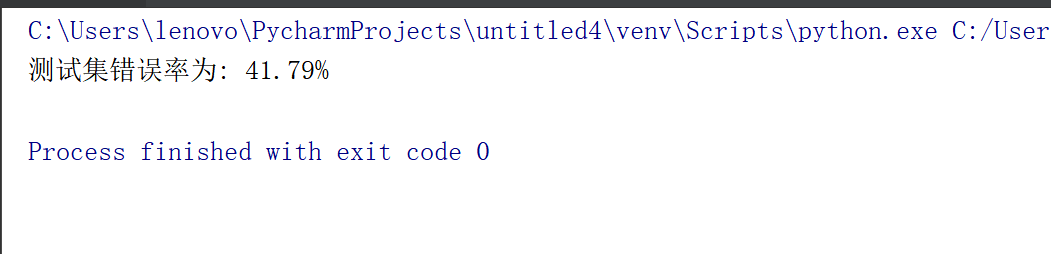 C:\Users\lenovo\PycharmProjects\untitled4\venv\Scripts\python.exe C:/User
测试集错误率为: 41.79%
Process finished with exit code 0